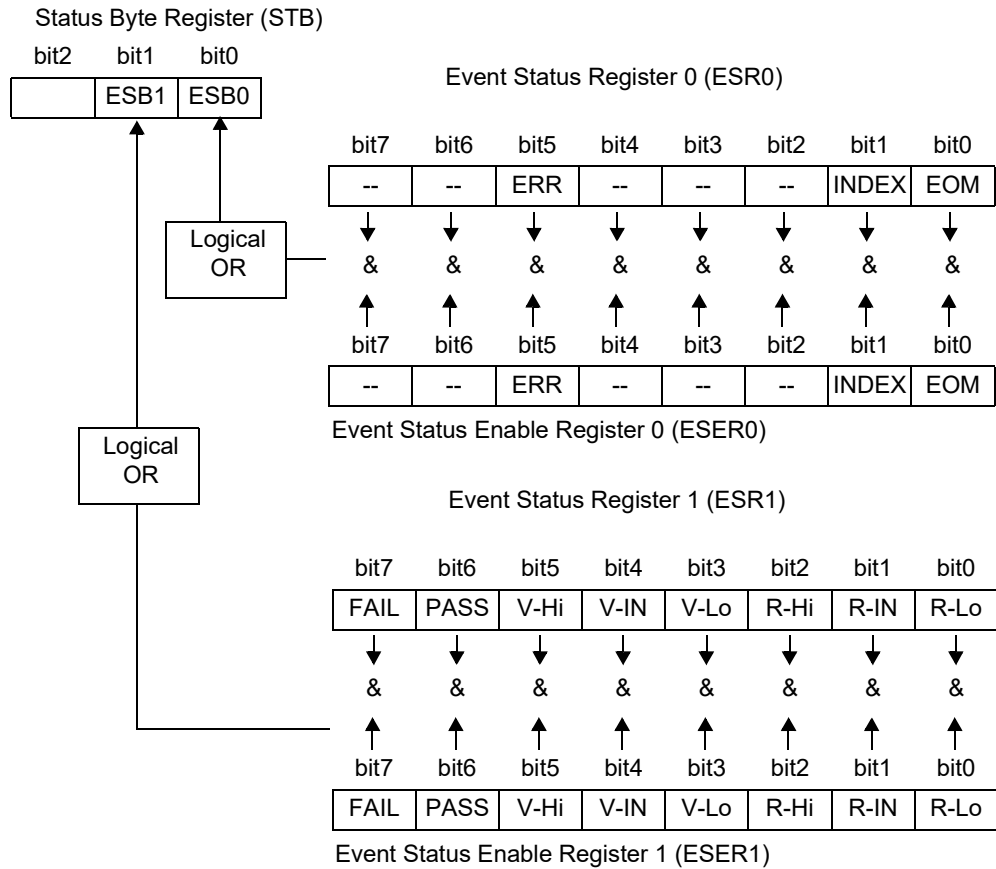 Status Byte Register (STB)
bit2 bit1 bit0
ESB1 ESB0
Event Status Register 0 (ESR0)
bit7 bit6 bit5 bit4 bit3 bit2 bit1 bit0
-- -- ERR -- -- -- INDEX EOM
Logical
OR
& & & & & & & &
bit7 bit6 bit5 bit4 bit3 bit2 bit1 bit0
-- -- ERR -- -- -- INDEX EOM
Event Status Enable Register 0 (ESER0)
Logical
OR
Event Status Register 1 (ESR1)
bit7 bit6 bit5 bit4 bit3 bit2 bit1 bit0
FAIL PASS V-Hi V-IN V-Lo R-Hi R-IN R-Lo
& & & & & & & &
bit7 bit6 bit5 bit4 bit3 bit2 bit1 bit0
FAIL PASS V-Hi V-IN V-Lo R-Hi R-IN R-Lo
Event Status Enable Register 1 (ESER1)